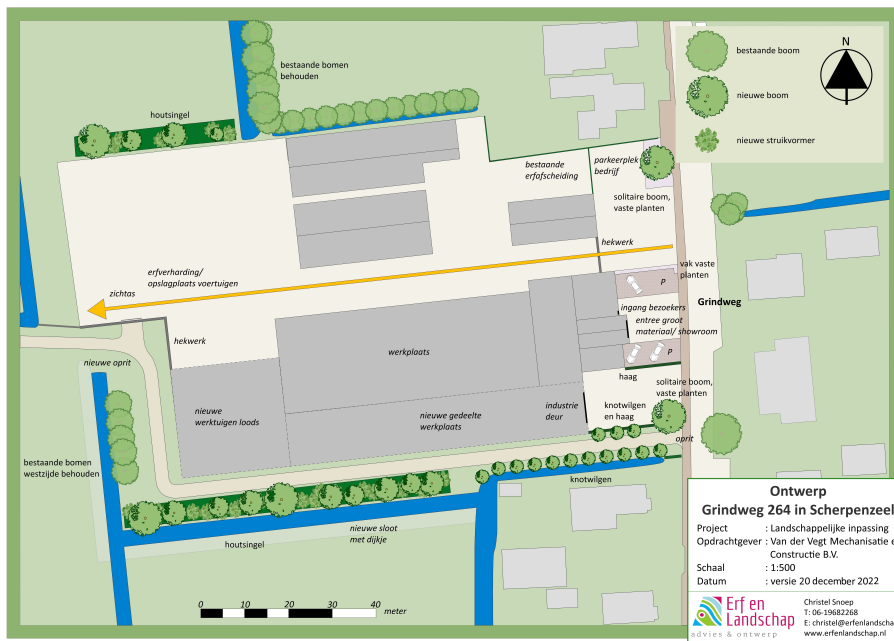 bestaande boom
nieuwe boom
nieuwe struikvormer
N
bestaande bomen
behouden
houtsingel
bestaande
erfafscheiding
parkeerplek
bedrijf
solitaire boom,
vaste planten
hekwerk
erfverharding/
opslagplaats voertuigen
zichtas
vak vaste
planten
P
Grindweg
ingang bezoekers
entree groot
materiaal/ showroom
P
hekwerk
werkplaats
nieuwe oprit
haag
solitaire boom,
vaste planten
nieuwe
werktuigen loods
nieuwe gedeelte
werkplaats
industrie
deur
knotwilgen
en haag
oprit
bestaande bomen
westzijde behouden
knotwilgen
nieuwe sloot
met dijkje
houtsingel
0 10 20 30 40 meter
Ontwerp
Grindweg 264 in Scherpenzeel
Project : Landschappelijke inpassing
Opdrachtgever : Van der Vegt Mechanisatie e
Constructie B.V.
Schaal : 1:500
Datum : versie 20 december 2022
Erf en
Landschap
advies & ontwerp
Christel Snoep
T: 06-19682268
E: christel@erfenlandscha
www.erfenlandschap.nl